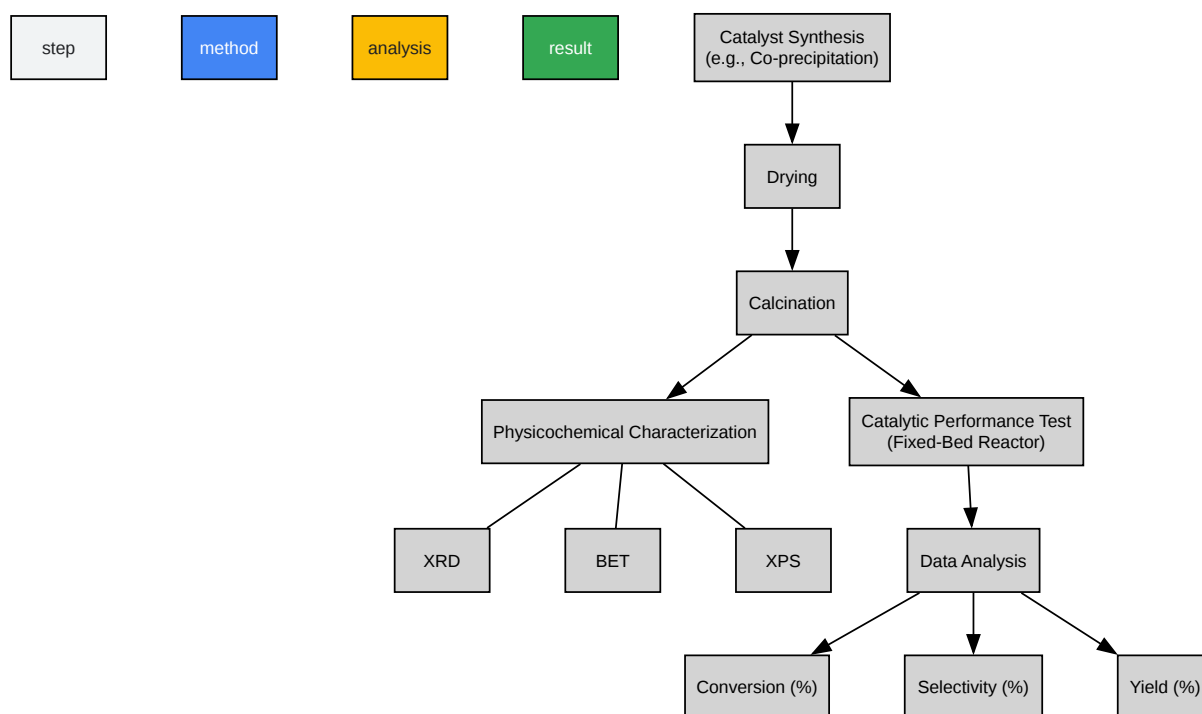 step
method
analysis
result
Catalyst Synthesis
(e.g., Co-precipitation)
Drying
Calcination
Physicochemical Characterization
Catalytic Performance Test
(Fixed-Bed Reactor)
XRD
BET
XPS
Data Analysis
Conversion (%)
Selectivity (%)
Yield (%)